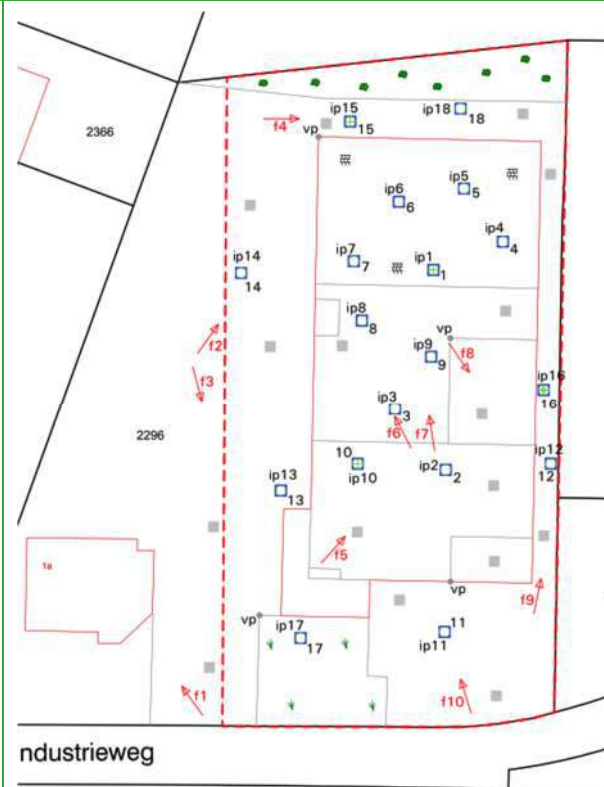 ip15
15
ip18
18
f4
vp
2366
ip5
5
ip6
6
ip4
4
ip14
14
ip7
7
ip1
1
ip8
8
f2
vp
f8
ip9
9
f3
ip16
16
ip3
3
f6
f7
2296
10
ip10
ip2
2
ip12
12
ip13
13
f5
1a
vp
f9
vp
ip17
17
11
ip11
f1
f10
ndustrieweg